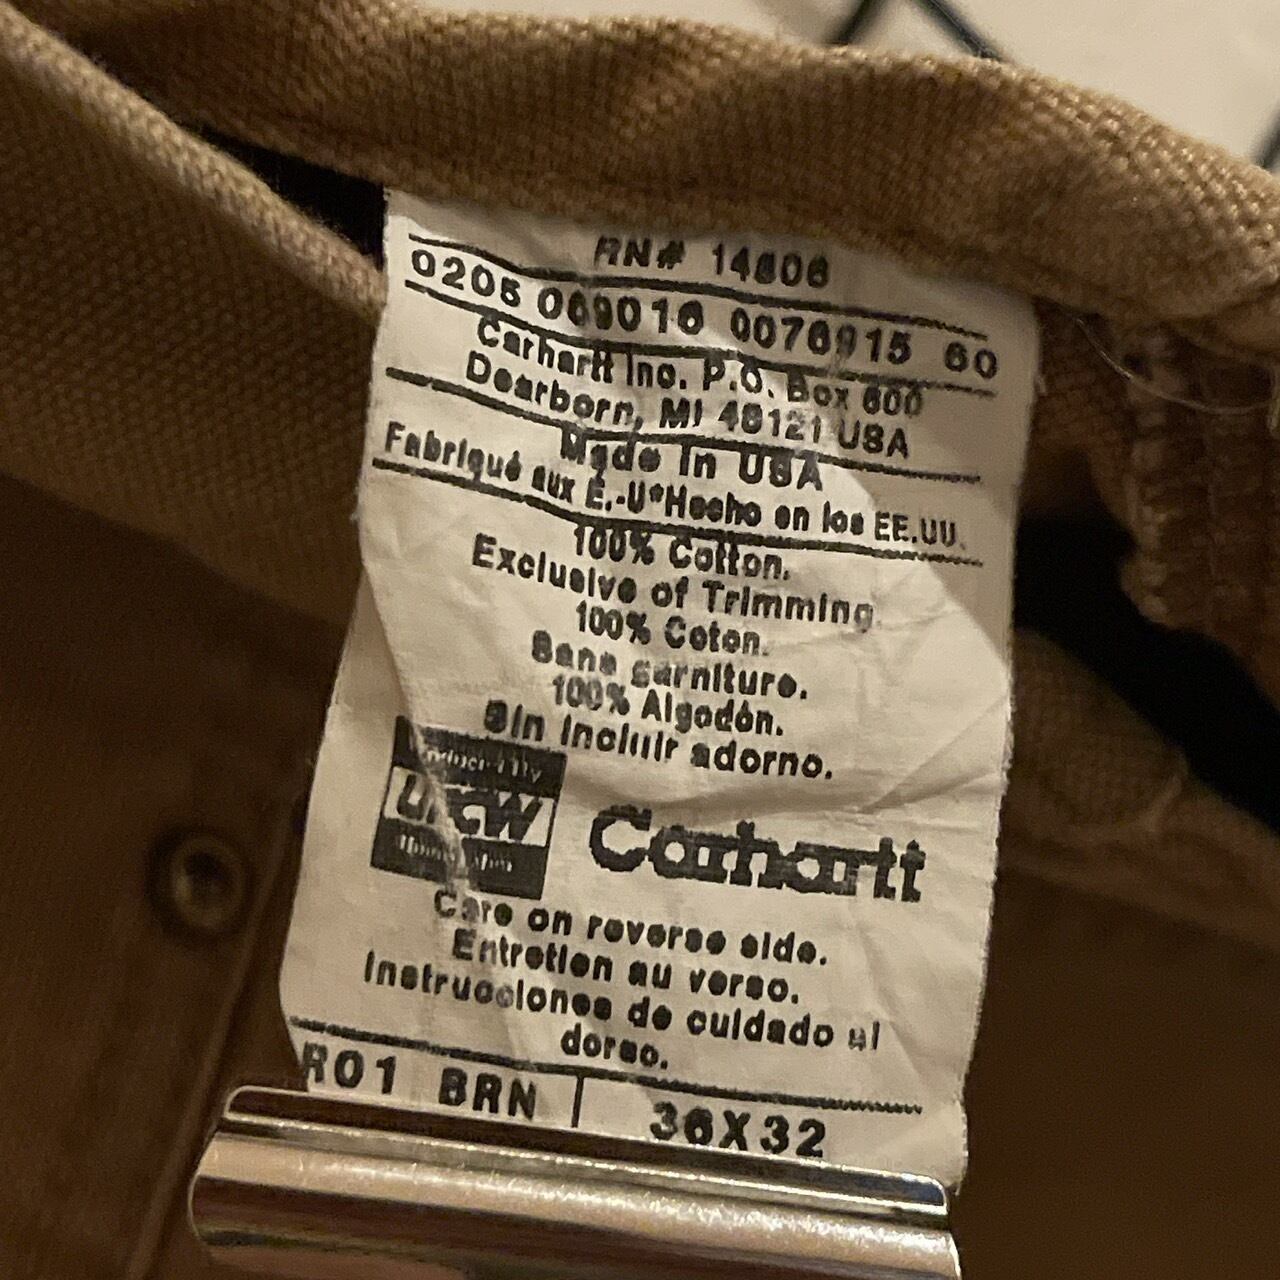 RN# 14806
0205 069016 0076915 60
Carhartt Inc. P.O. Box 600
Dearborn, MI 48121 USA
Made in USA
Fabriqué aux É.-U*Hecho en los EE.UU.
100% Cotton.
Exclusive of Trimming.
100% Coton.
Sans garniture.
100% Algodón.
Sin incluir adorno.
UFCW
Carhartt
Care on reverse side.
Entretien au verso.
Instrucciones de cuidado al
dorso.
R01 BRN | 36X32